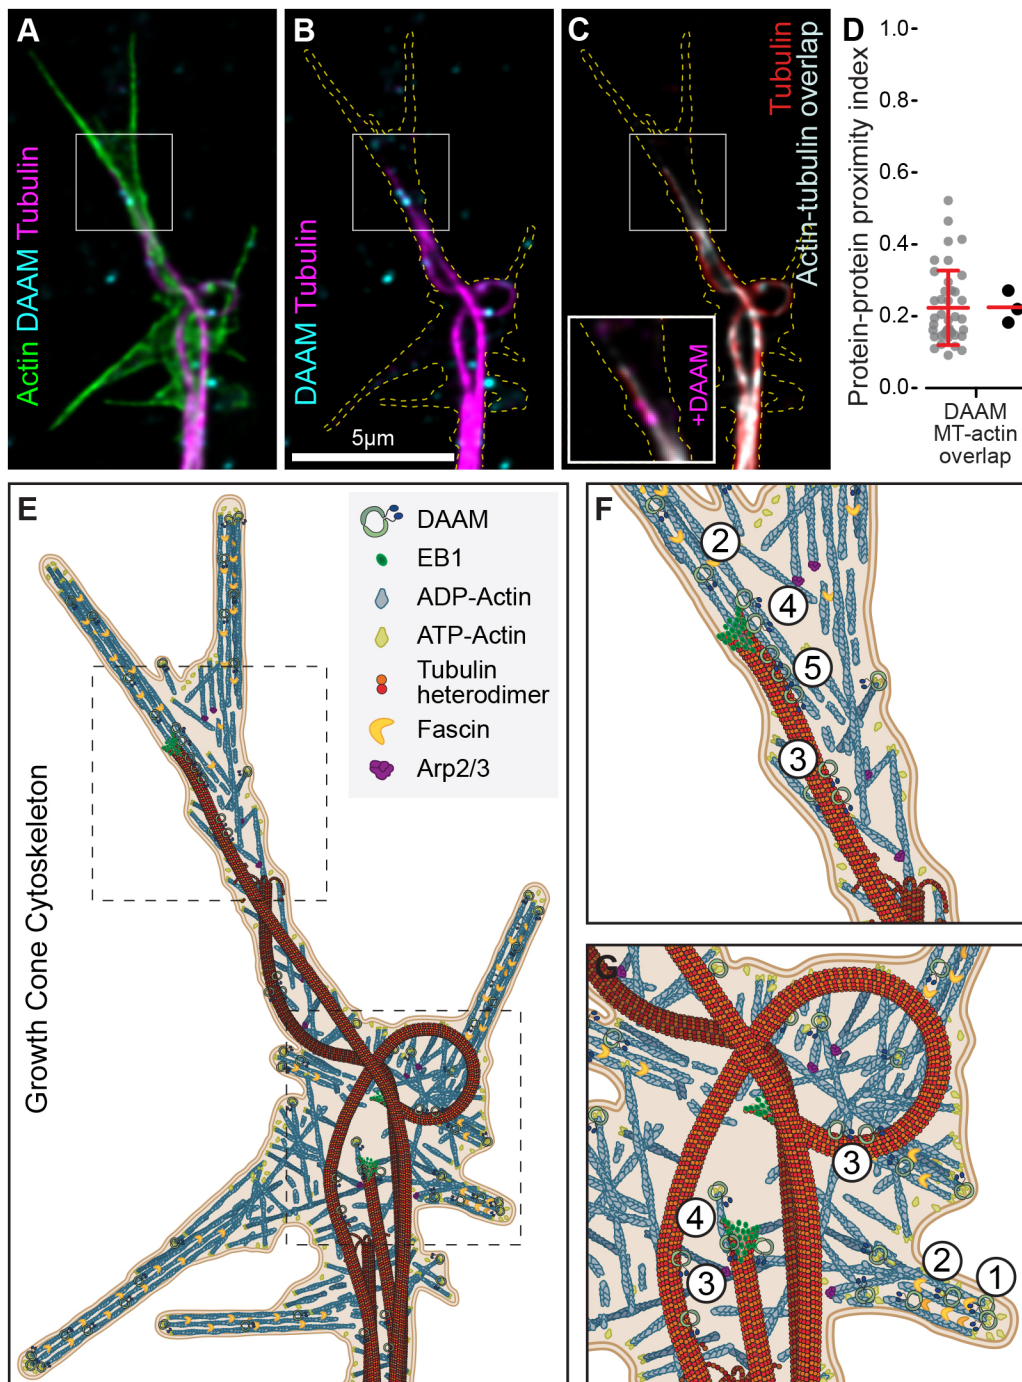 A
Actin DAAM Tubulin
B
DAAM Tubulin
5µm
C
Tubulin
Actin-tubulin overlap
+DAAM
D
Protein-protein proximity index
1.0
0.8
0.6
0.4
0.2
0.0
DAAM
MT-actin
overlap
E
Growth Cone Cytoskeleton
DAAM
EB1
ADP-Actin
ATP-Actin
Tubulin
heterodimer
Fascin
Arp2/3
F
2
4
5
3
G
3
4
3
2
1